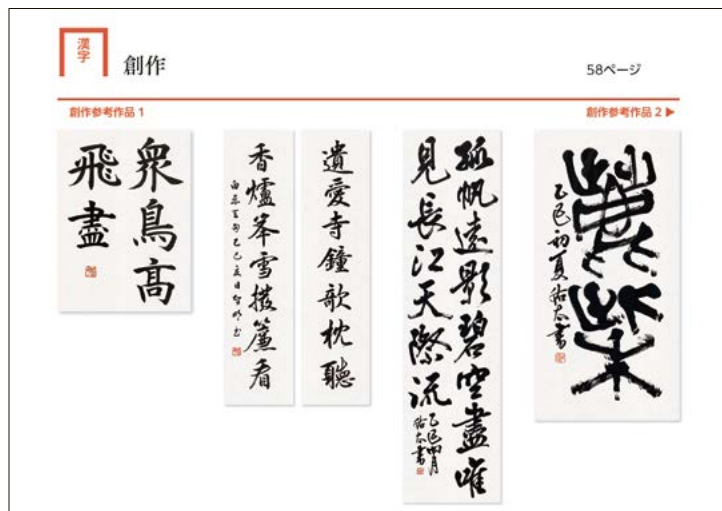 漢字
創作
58ページ
創作参考作品 1
創作参考作品 2 ▶
衆鳥高
飛盡
遺愛寺鐘欹枕聽
香爐峯雪撥簾看
孤帆遠影碧空盡唯
見長江天際流
乙巳四月
乙巳初夏